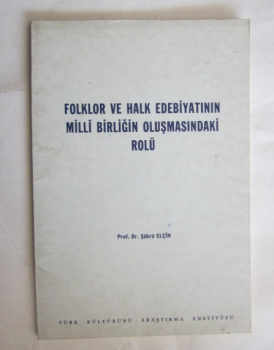 FOLKLOR VE HALK EDEBİYATININ
MİLLÎ BİRLİĞİN OLUŞMASINDAKİ
ROLÜ
Prof. Dr. Şükrü ELÇİN
TÜRK KÜLTÜRÜNÜ ARAŞTIRMA ENSTİTÜSÜ